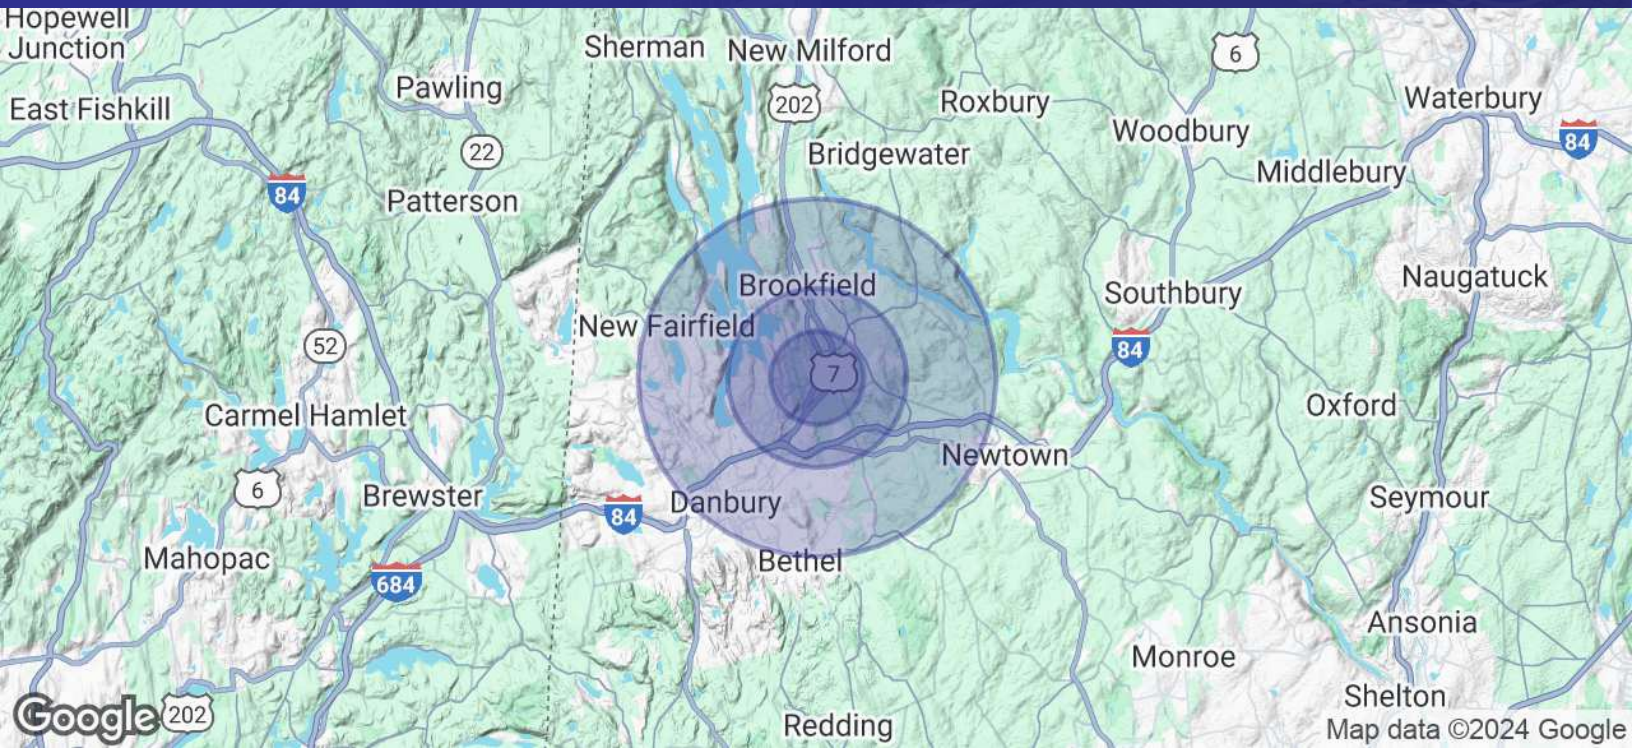 Hopewell
Junction
Sherman
New Milford
6
Pawling
East Fishkill
202
Roxbury
Waterbury
Woodbury
84
22
Bridgewater
Middlebury
84
Patterson
Brookfield
Southbury
Naugatuck
New Fairfield
52
84
7
Carmel Hamlet
Oxford
Newtown
6
Brewster
Danbury
84
Seymour
Mahopac
Bethel
684
Ansonia
Monroe
Shelton
Google
202
Redding
Map data ©2024 Google